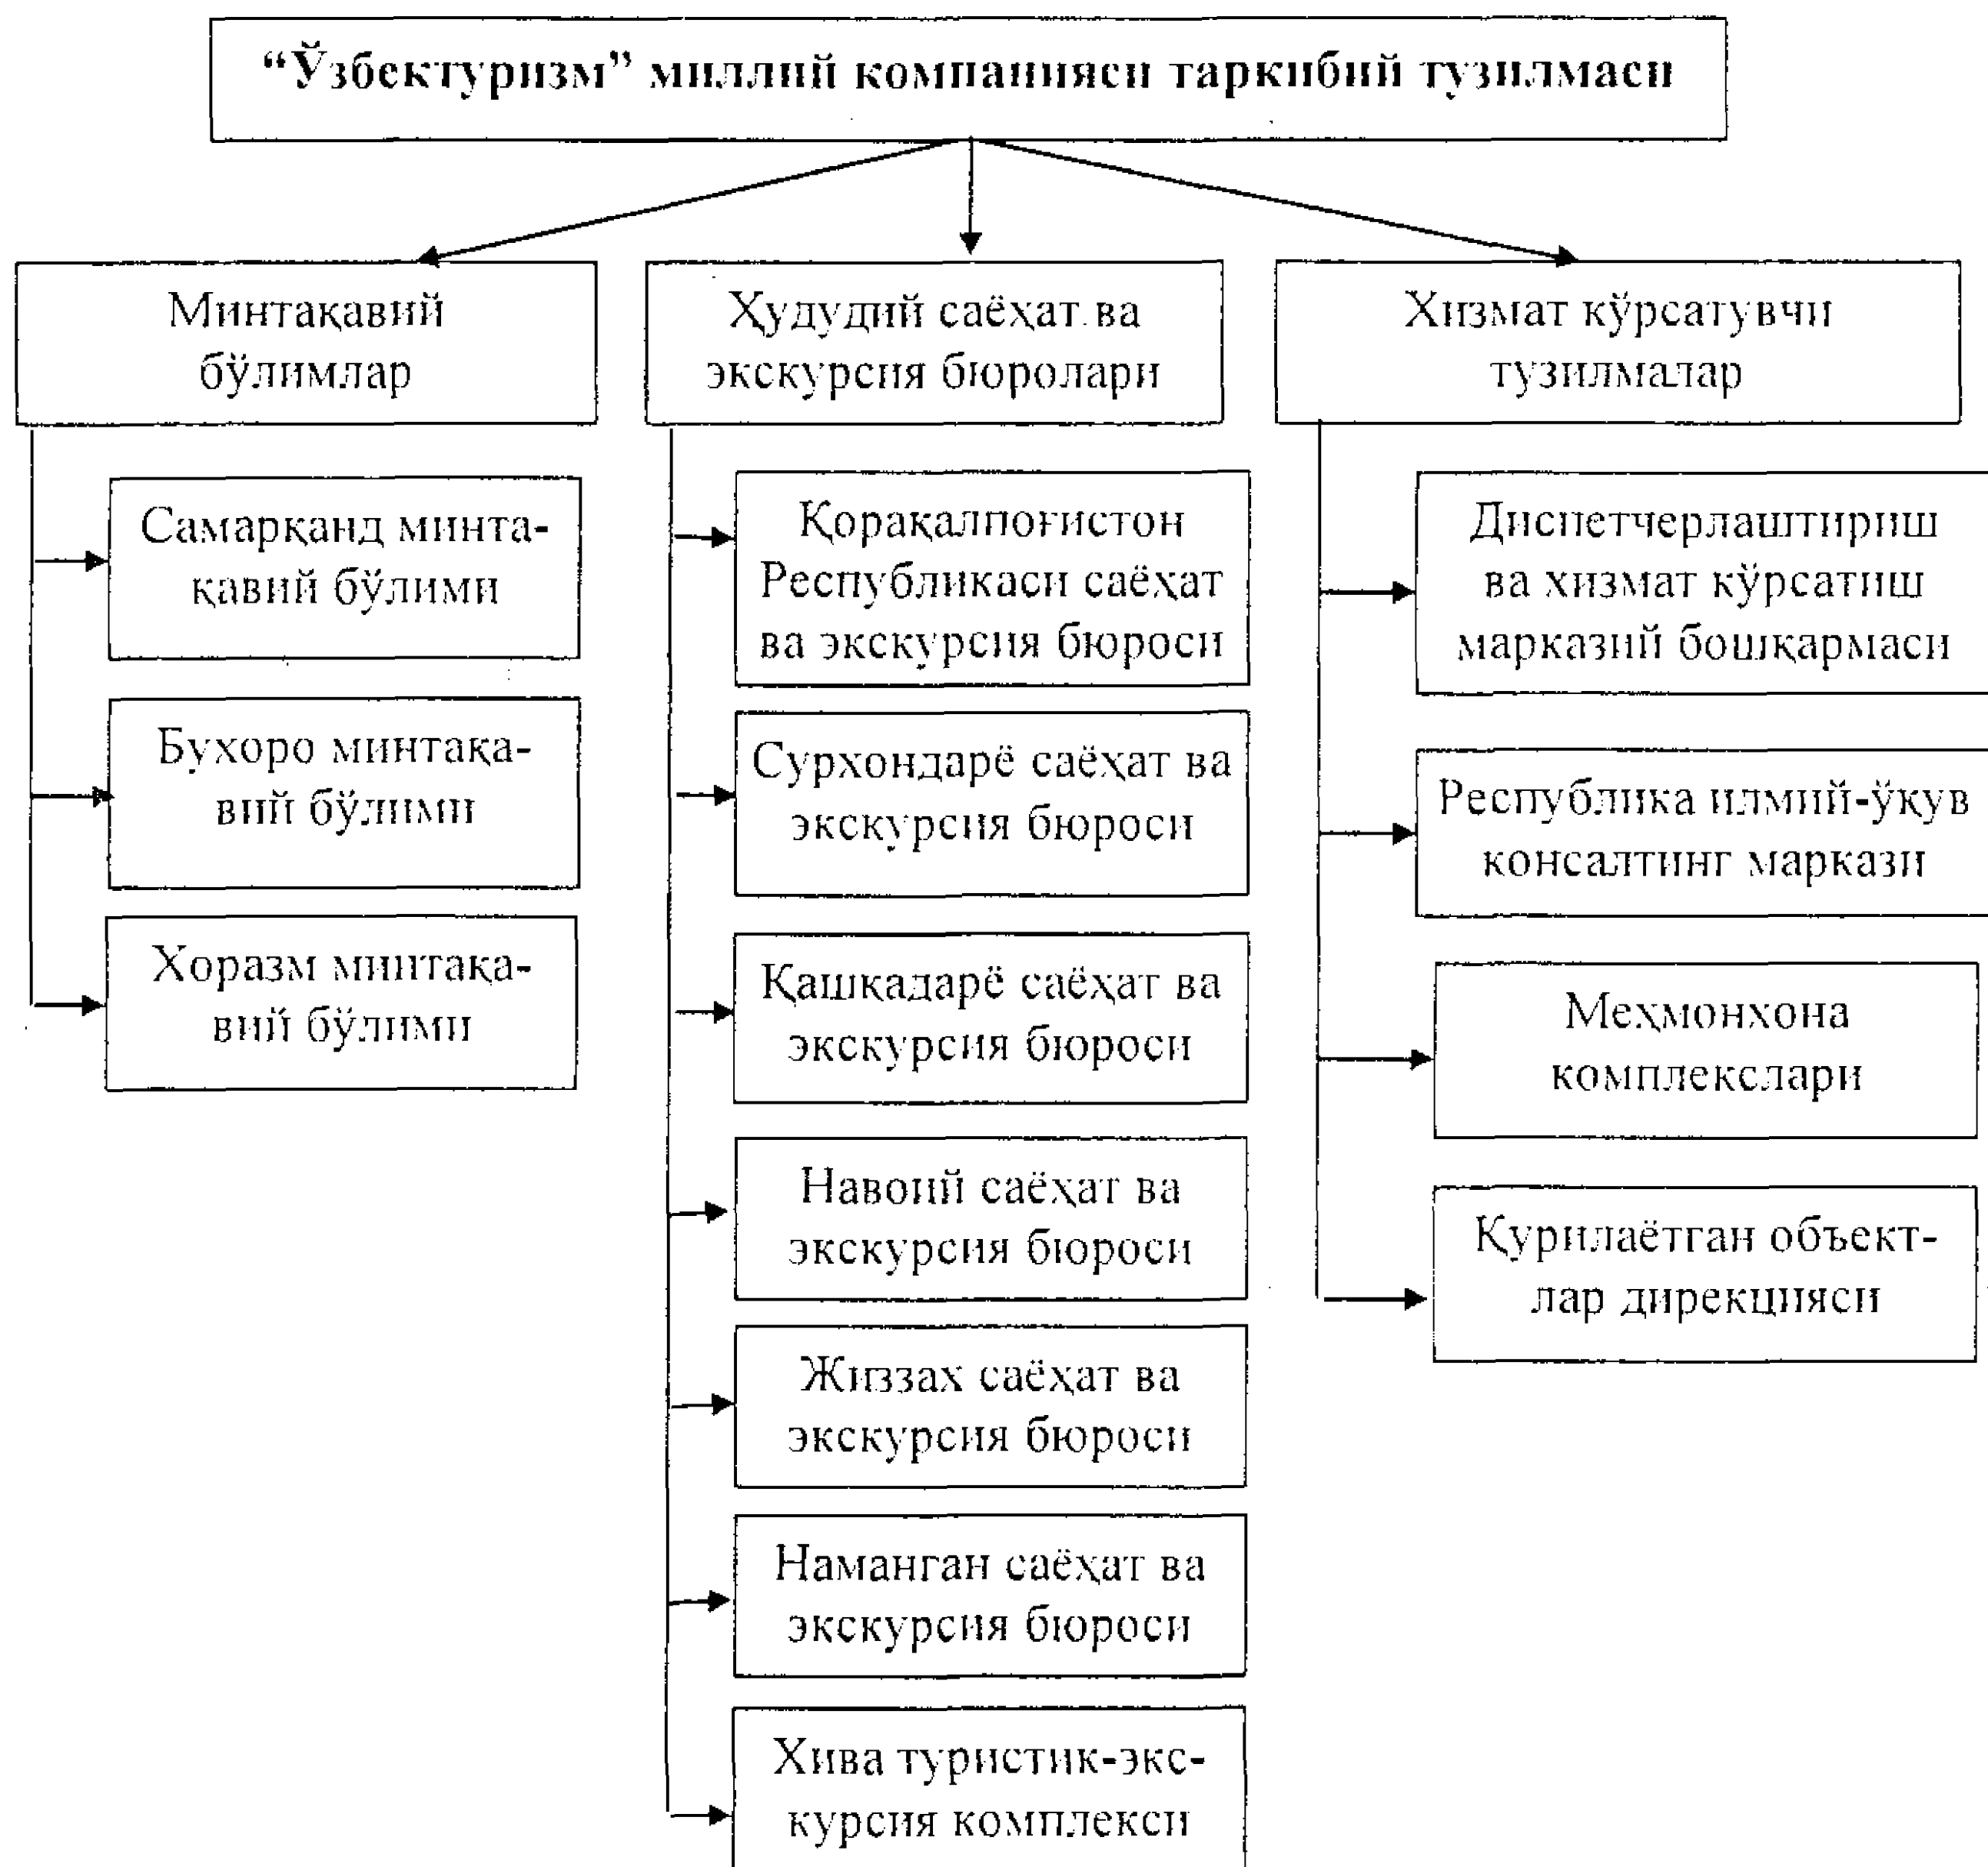 “Ўзбектуризм” миллий компанияси таркибий тузилмаси
Минтақавий
бўлимлар
Самарқанд минта-
қавий бўлими
Бухоро минтақа-
вий бўлими
Хоразм минтақа-
вий бўлими
Ҳудудий саёҳат ва
экскурсия бюролари
Қорақалпоғистон
Республикаси саёҳат
ва экскурсия бюроси
Сурхондарё саёҳат ва
экскурсия бюроси
Қашқадарё саёҳат ва
экскурсия бюроси
Навоий саёҳат ва
экскурсия бюроси
Жиззах саёҳат ва
экскурсия бюроси
Наманган саёҳат ва
экскурсия бюроси
Хива туристик-экс-
курсия комплекси
Хизмат кўрсатувчи
тузилмалар
Диспетчерлаштириш
ва хизмат кўрсатиш
марказий бошқармаси
Республика илмий-ўқув
консалтинг маркази
Меҳмонхона
комплекслари
Қурилаётган объект-
лар дирекцияси